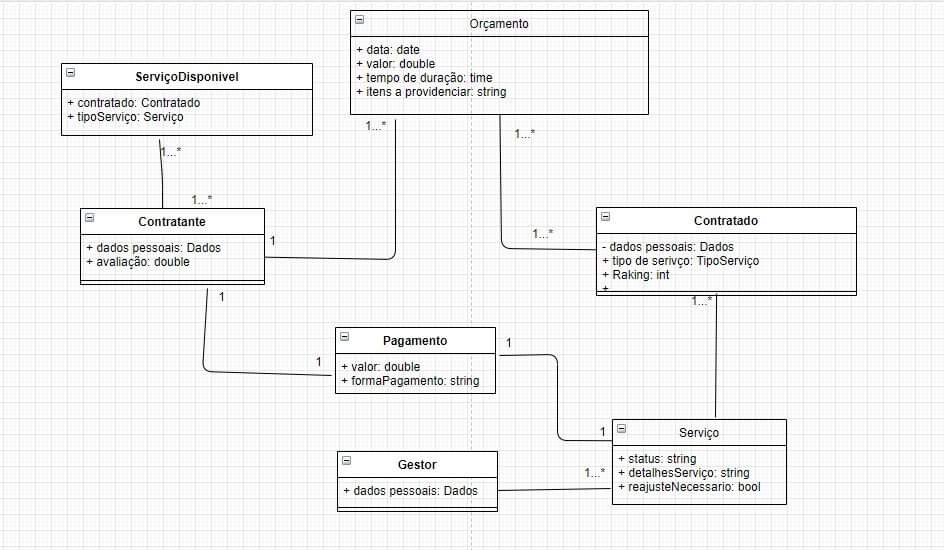 Orçamento
+ data: date
+ valor: double
+ tempo de duração: time
+ itens a providenciar: string
ServiçoDisponivel
+ contratado: Contratado
+ tipoServiço: Serviço
1...*
1...*
1...*
1...*
Contratante
+ dados pessoais: Dados
+ avaliação: double
1
1...*
Contratado
- dados pessoais: Dados
+ tipo de serivço: TipoServiço
+ Raking: int
+
1
1...*
Pagamento
+ valor: double
+ formaPagamento: string
1
1
1
Serviço
+ status: string
+ detalhesServiço: string
+ reajusteNecessario: bool
Gestor
+ dados pessoais: Dados
1...*